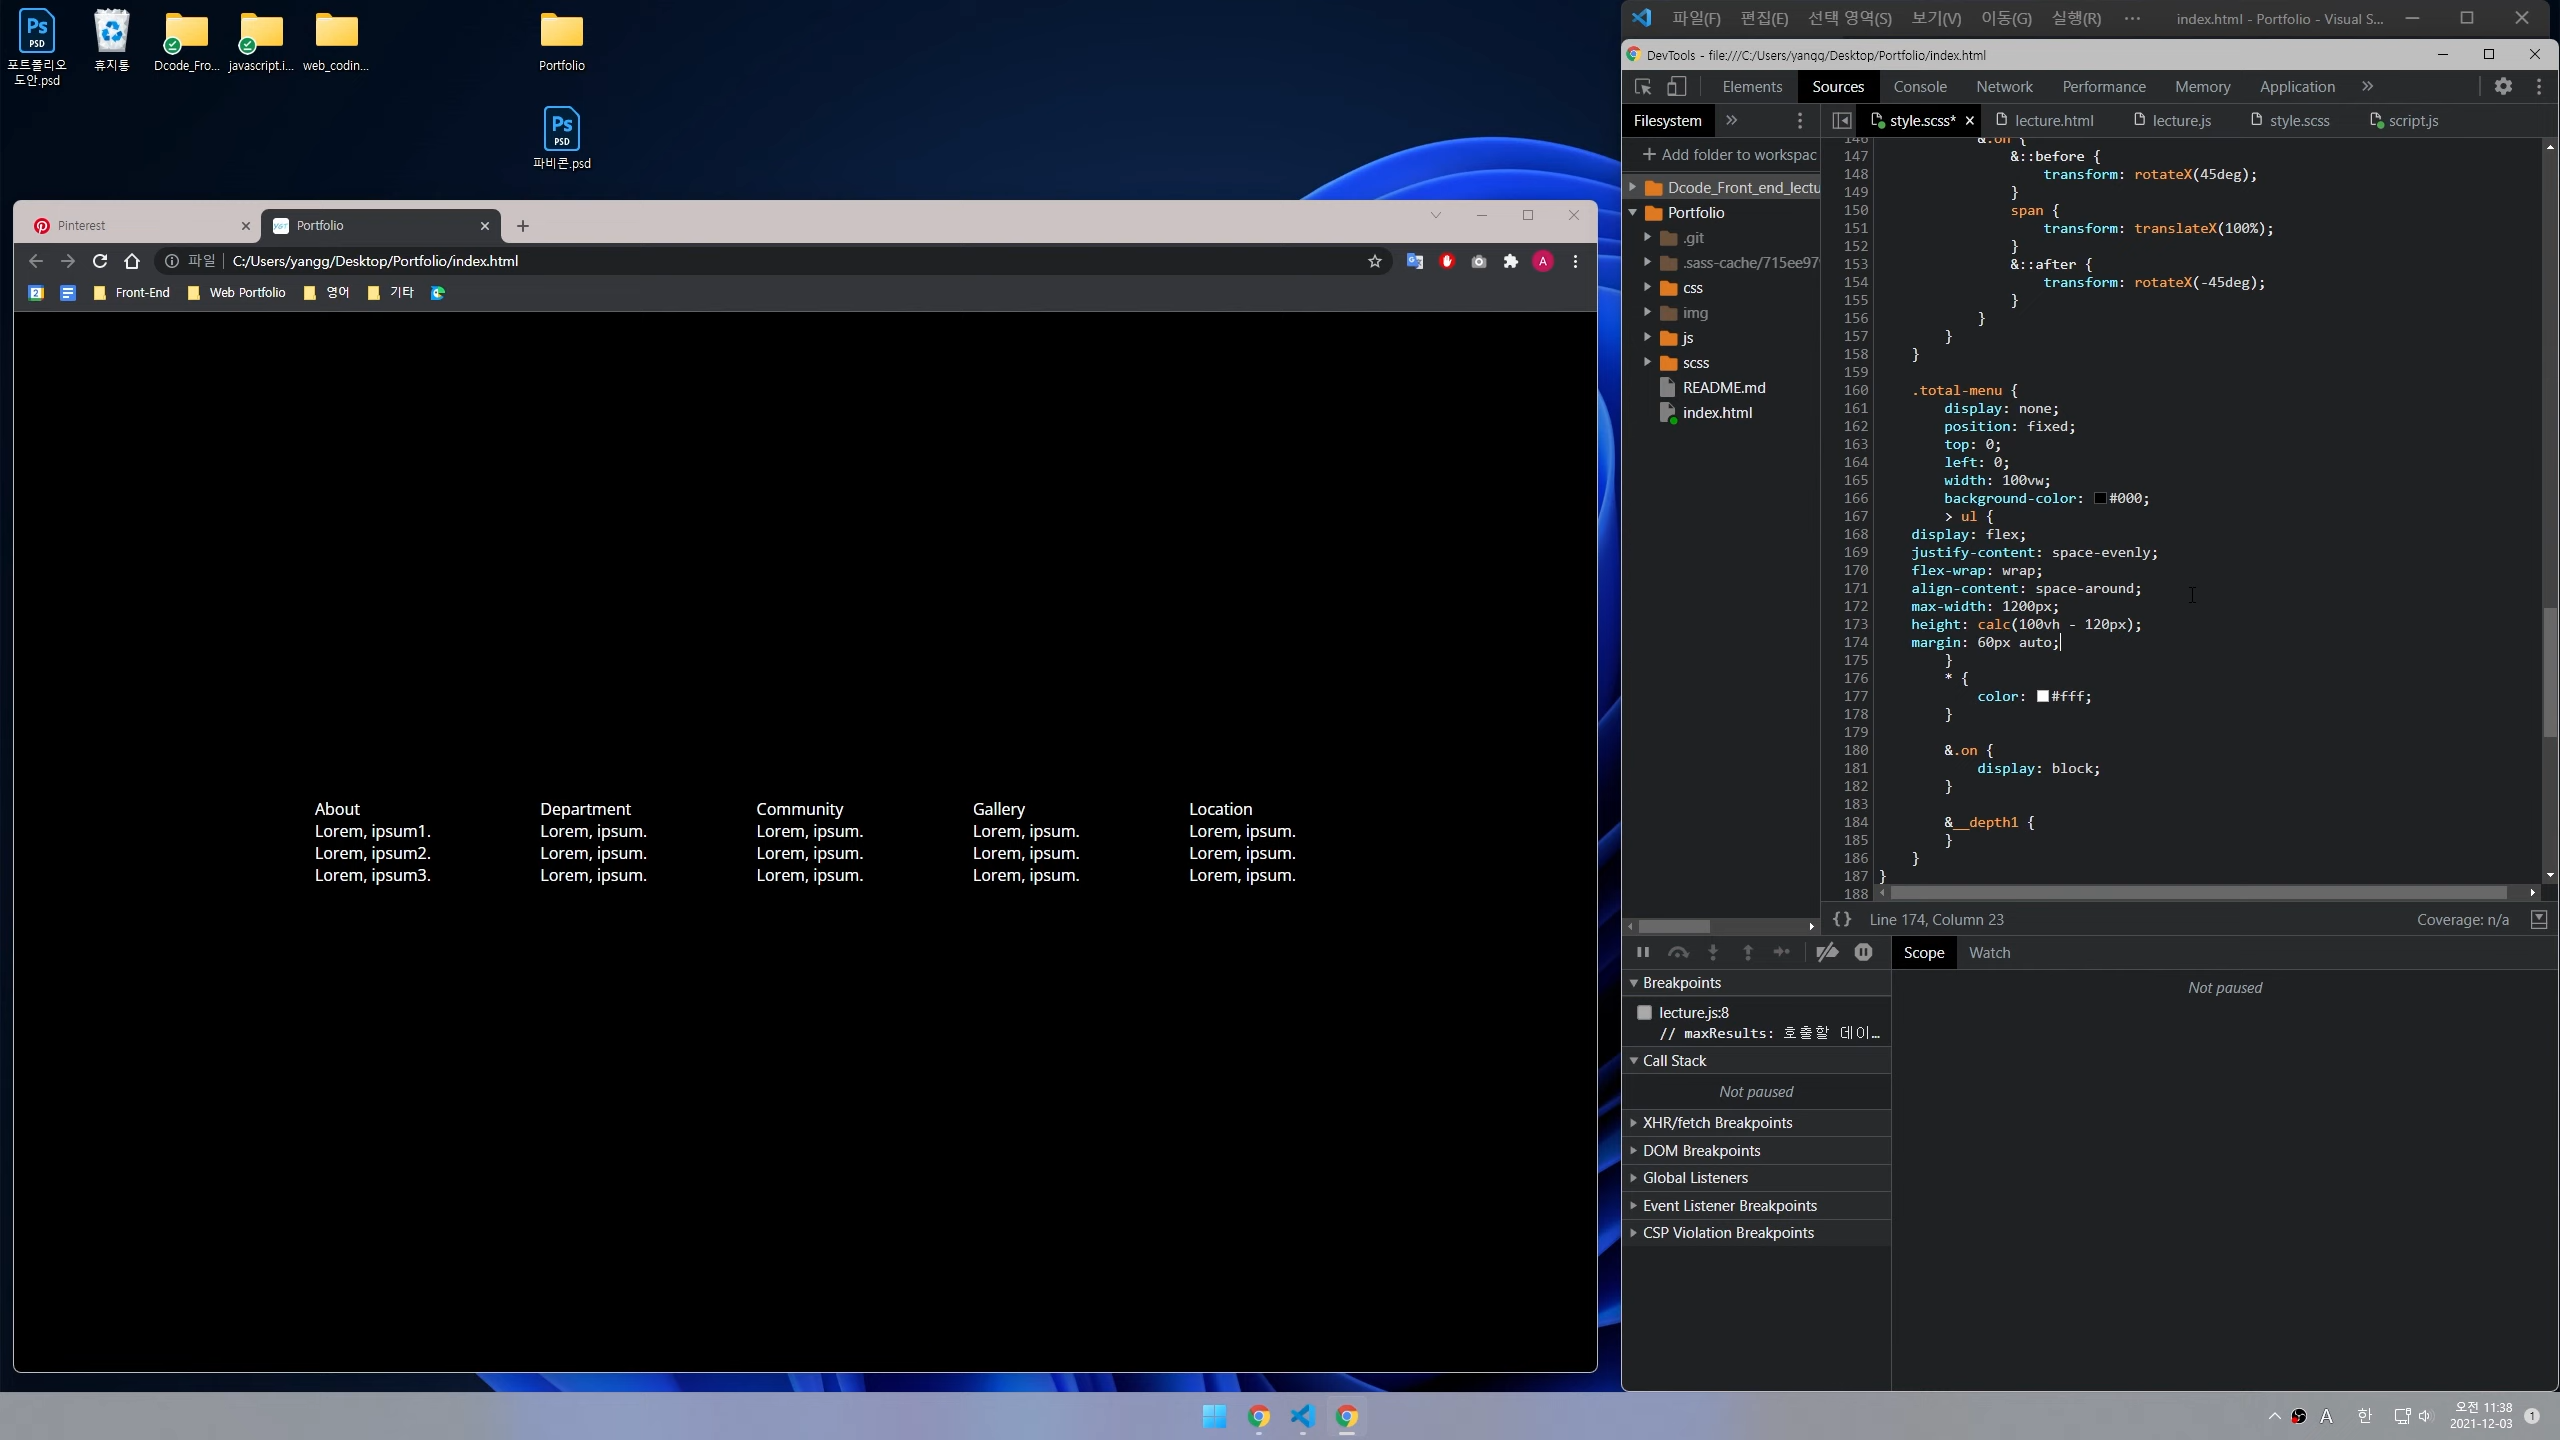 포트폴리오
도안.psd
휴지통
Dcode_Fro...
javascript.i...
web_codin...
Portfolio
파비콘.psd
파일(F) 편집(E) 선택 영역(S) 보기(V) 이동(G) 실행(R) ··· index.html - Portfolio - Visual S...
DevTools - file:///C:/Users/yangg/Desktop/Portfolio/index.html
Elements Sources Console Network Performance Memory Application »
Filesystem »
style.scss* × lecture.html lecture.js style.scss script.js
+ Add folder to workspac
Dcode_Front_end_lectu
Portfolio
.git
.sass-cache/715ee97
css
img
js
scss
README.md
index.html
146 &.on {
147 &::before {
148 transform: rotateX(45deg);
149 }
150 span {
151 transform: translateX(100%);
152 }
153 &::after {
154 transform: rotateX(-45deg);
155 }
156 }
157 }
158 }
159
160 .total-menu {
161 display: none;
162 position: fixed;
163 top: 0;
164 left: 0;
165 width: 100vw;
166 background-color: #000;
167 > ul {
168 display: flex;
169 justify-content: space-evenly;
170 flex-wrap: wrap;
171 align-content: space-around;
172 max-width: 1200px;
173 height: calc(100vh - 120px);
174 margin: 60px auto;
175 }
176 * {
177 color: #fff;
178 }
179
180 &.on {
181 display: block;
182 }
183
184 &__depth1 {
185 }
186 }
187 }
188
{} Line 174, Column 23 Coverage: n/a
Scope Watch
Not paused
Breakpoints
lecture.js:8
// maxResults: 호출할 데이…
Call Stack
Not paused
XHR/fetch Breakpoints
DOM Breakpoints
Global Listeners
Event Listener Breakpoints
CSP Violation Breakpoints
Pinterest
Portfolio
파일 C:/Users/yangg/Desktop/Portfolio/index.html
A
Front-End Web Portfolio 영어 기타
About Department Community Gallery Location
Lorem, ipsum1. Lorem, ipsum. Lorem, ipsum. Lorem, ipsum. Lorem, ipsum.
Lorem, ipsum2. Lorem, ipsum. Lorem, ipsum. Lorem, ipsum. Lorem, ipsum.
Lorem, ipsum3. Lorem, ipsum. Lorem, ipsum. Lorem, ipsum. Lorem, ipsum.
A 한 오전 11:38
2021-12-03
1